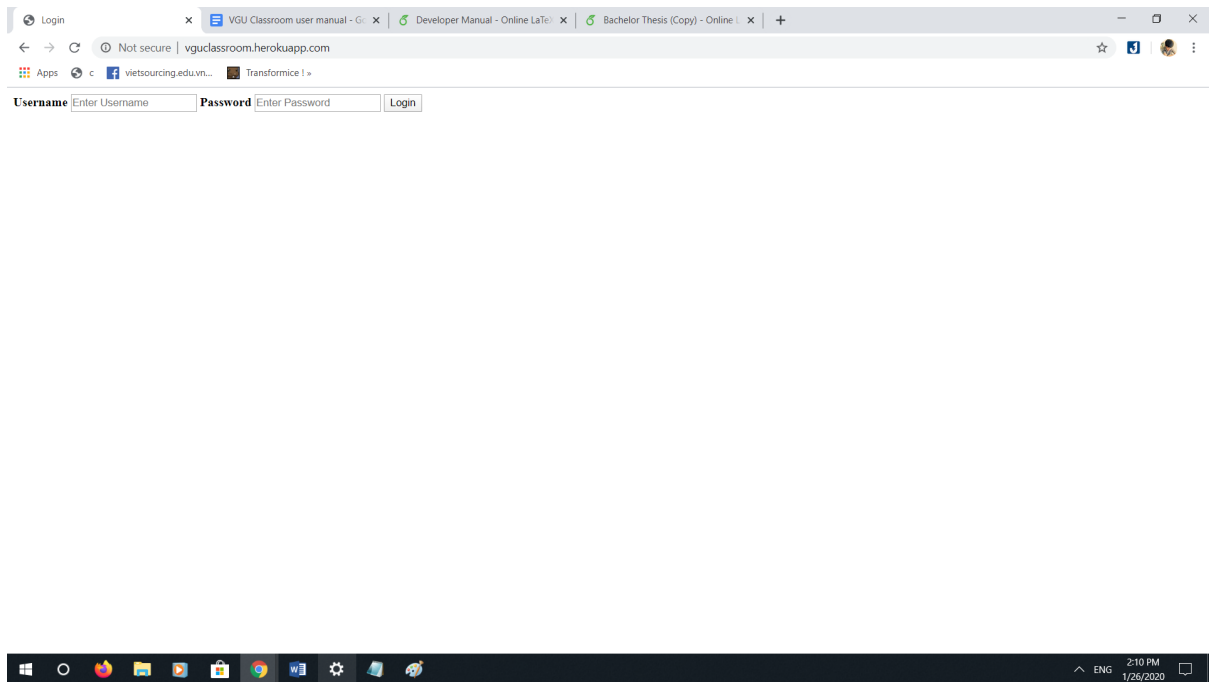 Login
VGU Classroom user manual - Go
Developer Manual - Online LaTeX
Bachelor Thesis (Copy) - Online L
Not secure | vguclassroom.herokuapp.com
Apps c vietsourcing.edu.vn... Transformice ! »
Username Enter Username Password Enter Password Login
ENG
2:10 PM
1/26/2020